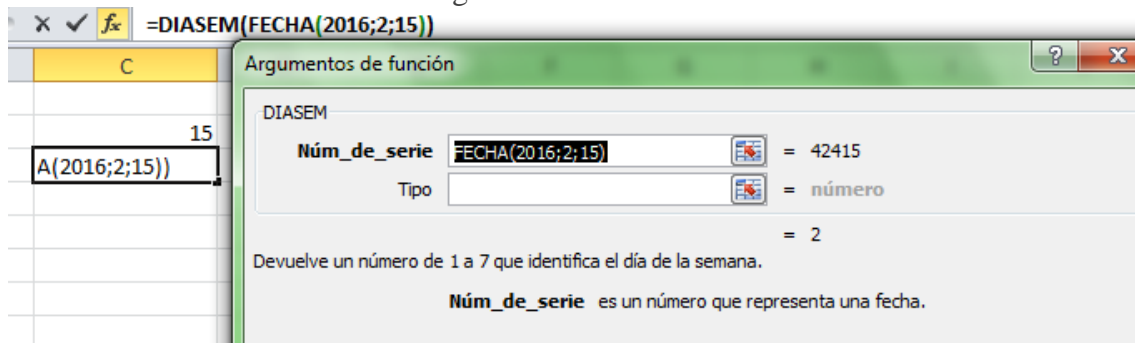 fx =DIASEM(FECHA(2016;2;15))
C
Argumentos de función
? X
DIASEM
15
Núm_de_serie FECHA(2016;2;15) = 42415
A(2016;2;15))
Tipo = número
= 2
Devuelve un número de 1 a 7 que identifica el día de la semana.
Núm_de_serie es un número que representa una fecha.